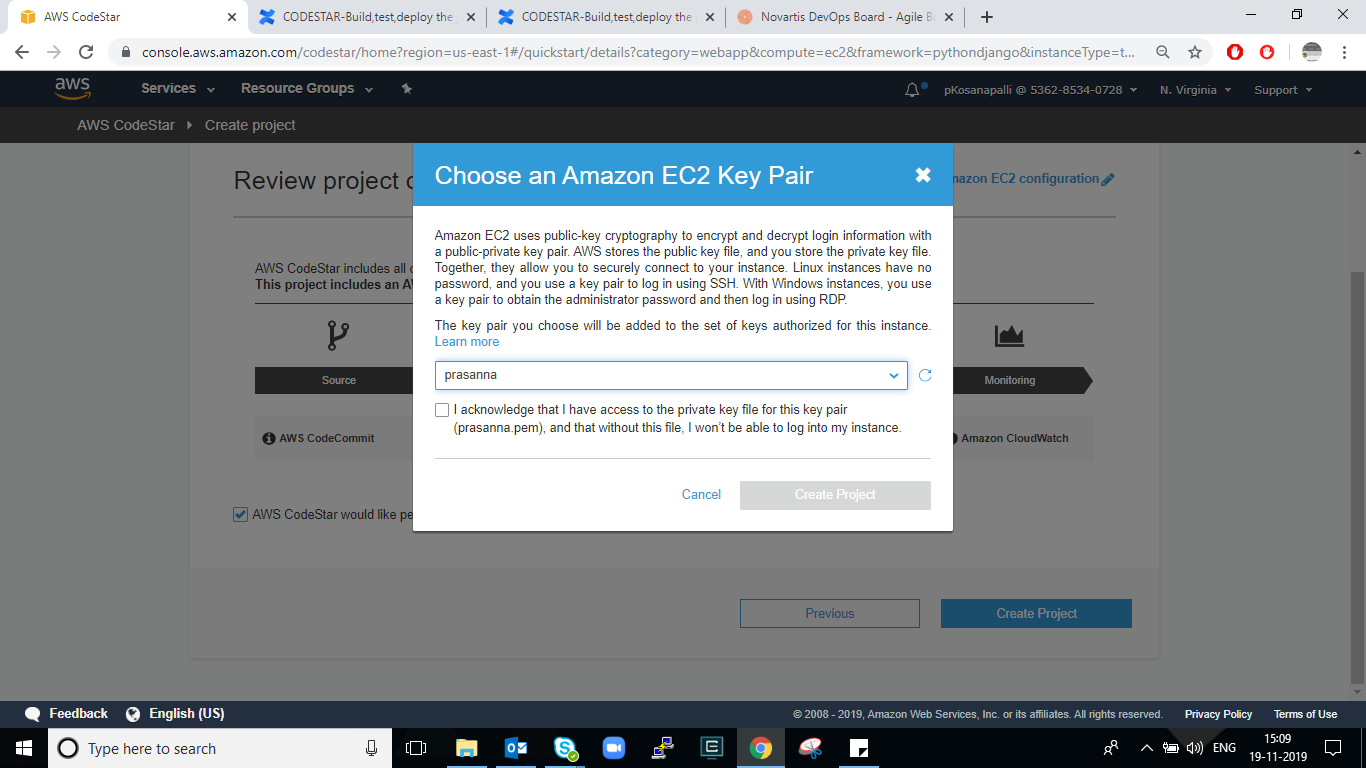 AWS CodeStar
CODESTAR-Build,test,deploy the
CODESTAR-Build,test,deploy the
Novartis DevOps Board - Agile B
console.aws.amazon.com/codestar/home?region=us-east-1#/quickstart/details?category=webapp&compute=ec2&framework=pythondjango&instanceType=t...
aws
Services
Resource Groups
pKosanapalli @ 5362-8534-0728
N. Virginia
Support
AWS CodeStar
Create project
Review project
Choose an Amazon EC2 Key Pair
mazon EC2 configuration
Amazon EC2 uses public-key cryptography to encrypt and decrypt login information with
a public-private key pair. AWS stores the public key file, and you store the private key file.
Together, they allow you to securely connect to your instance. Linux instances have no
password, and you use a key pair to log in using SSH. With Windows instances, you use
a key pair to obtain the administrator password and then log in using RDP.
AWS CodeStar includes all
This project includes an A
The key pair you choose will be added to the set of keys authorized for this instance.
Learn more
prasanna
Source
Monitoring
I acknowledge that I have access to the private key file for this key pair
(prasanna.pem), and that without this file, I won't be able to log into my instance.
AWS CodeCommit
Amazon CloudWatch
Cancel
Create Project
AWS CodeStar would like pe
Previous
Create Project
Feedback
English (US)
© 2008 - 2019, Amazon Web Services, Inc. or its affiliates. All rights reserved.
Privacy Policy
Terms of Use
Type here to search
ENG
15:09
19-11-2019